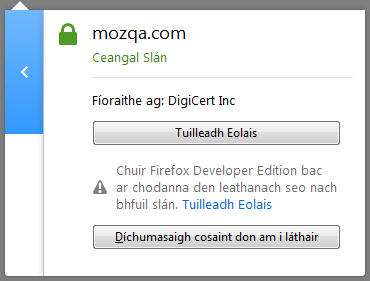 mozqa.com
Ceangal Slán
Fíoraithe ag: DigiCert Inc
Tuilleadh Eolais
Chuir Firefox Developer Edition bac
ar chodanna den leathanach seo nach
bhfuil slán. Tuilleadh Eolais
Díchumasaigh cosaint don am i láthair